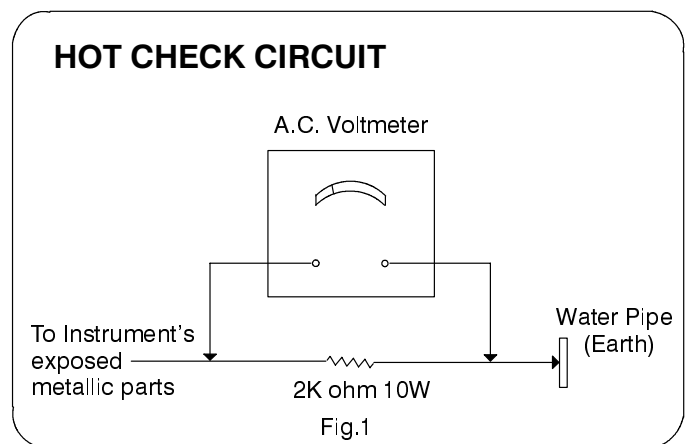 HOT CHECK CIRCUIT
A.C. Voltmeter
To Instrument's
exposed
metallic parts
Water Pipe
(Earth)
2K ohm 10W
Fig.1